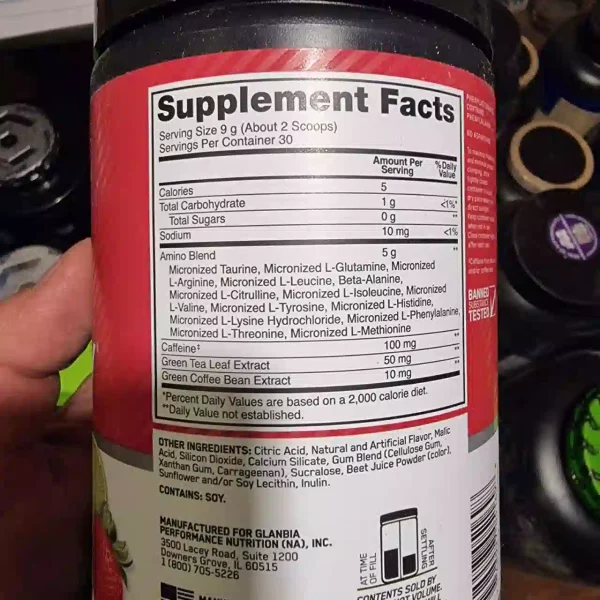 Supplement Facts
Serving Size 9 g (About 2 Scoops)
Servings Per Container 30
Amount Per Serving
% Daily Value
Calories 5
Total Carbohydrate 1 g <1%*
Total Sugars 0 g **
Sodium 10 mg <1%
Amino Blend 5 g **
Micronized Taurine, Micronized L-Glutamine, Micronized
L-Arginine, Micronized L-Leucine, Beta-Alanine,
Micronized L-Citrulline, Micronized L-Isoleucine, Micronized
L-Valine, Micronized L-Tyrosine, Micronized L-Histidine,
Micronized L-Lysine Hydrochloride, Micronized L-Phenylalanine,
Micronized L-Threonine, Micronized L-Methionine
Caffeine‡ 100 mg **
Green Tea Leaf Extract 50 mg **
Green Coffee Bean Extract 10 mg
*Percent Daily Values are based on a 2,000 calorie diet.
**Daily Value not established.
OTHER INGREDIENTS: Citric Acid, Natural and Artificial Flavor, Malic
Acid, Silicon Dioxide, Calcium Silicate, Gum Blend (Cellulose Gum,
Xanthan Gum, Carrageenan), Sucralose, Beet Juice Powder (color),
Sunflower and/or Soy Lecithin, Inulin.
CONTAINS: SOY.
MANUFACTURED FOR GLANBIA
PERFORMANCE NUTRITION (NA), INC.
3500 Lacey Road, Suite 1200
Downers Grove, IL 60515
1 (800) 705-5226
AT TIME
OF FILL
AFTER
SETTLING
CONTENTS SOLD BY
VOLUME.
BANNED
SUBSTANCE
TESTED